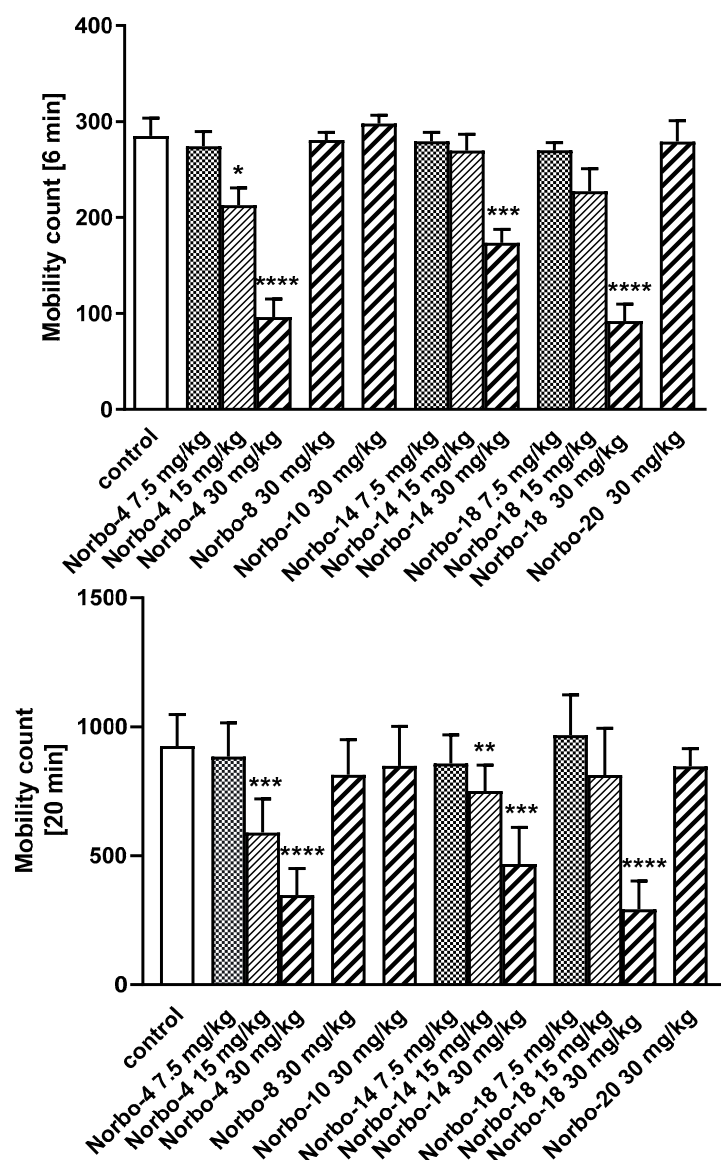 400
300
200
100
0
Mobility count [6 min]
*
****
***
****
control
Norbo-4 7.5 mg/kg
Norbo-4 15 mg/kg
Norbo-4 30 mg/kg
Norbo-8 30 mg/kg
Norbo-10 30 mg/kg
Norbo-14 7.5 mg/kg
Norbo-14 15 mg/kg
Norbo-14 30 mg/kg
Norbo-18 7.5 mg/kg
Norbo-18 15 mg/kg
Norbo-18  30 mg/kg
Norbo-20  30 mg/kg
1500
1000
500
0
Mobility count
[20 min]
***
****
**
***
****
control
Norbo-4 7.5 mg/kg
Norbo-4 15 mg/kg
Norbo-4 30 mg/kg
Norbo-8 30 mg/kg
Norbo-10 30 mg/kg
Norbo-14 7.5 mg/kg
Norbo-14 15 mg/kg
Norbo-14 30 mg/kg
Norbo-18 7.5 mg/kg
Norbo-18 15 mg/kg
Norbo-18 30 mg/kg
Norbo-20 30 mg/kg